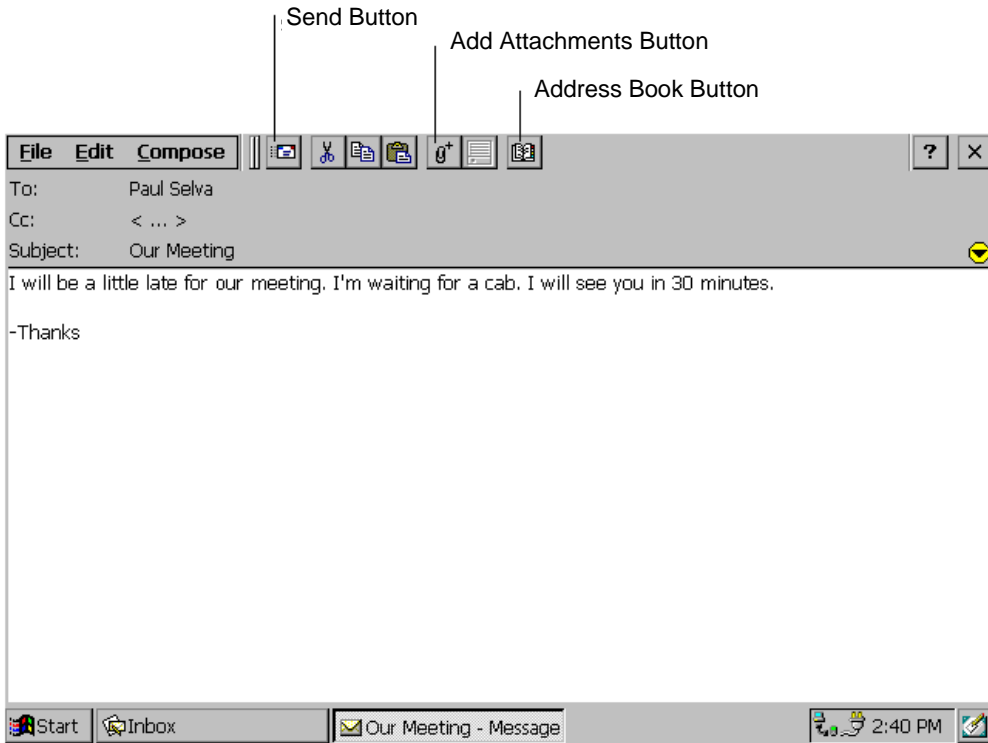 Send Button
Add Attachments Button
Address Book Button
File Edit Compose ? ×
To: Paul Selva
Cc: < ... >
Subject: Our Meeting
I will be a little late for our meeting. I'm waiting for a cab. I will see you in 30 minutes.
-Thanks
Start Inbox Our Meeting - Message 2:40 PM